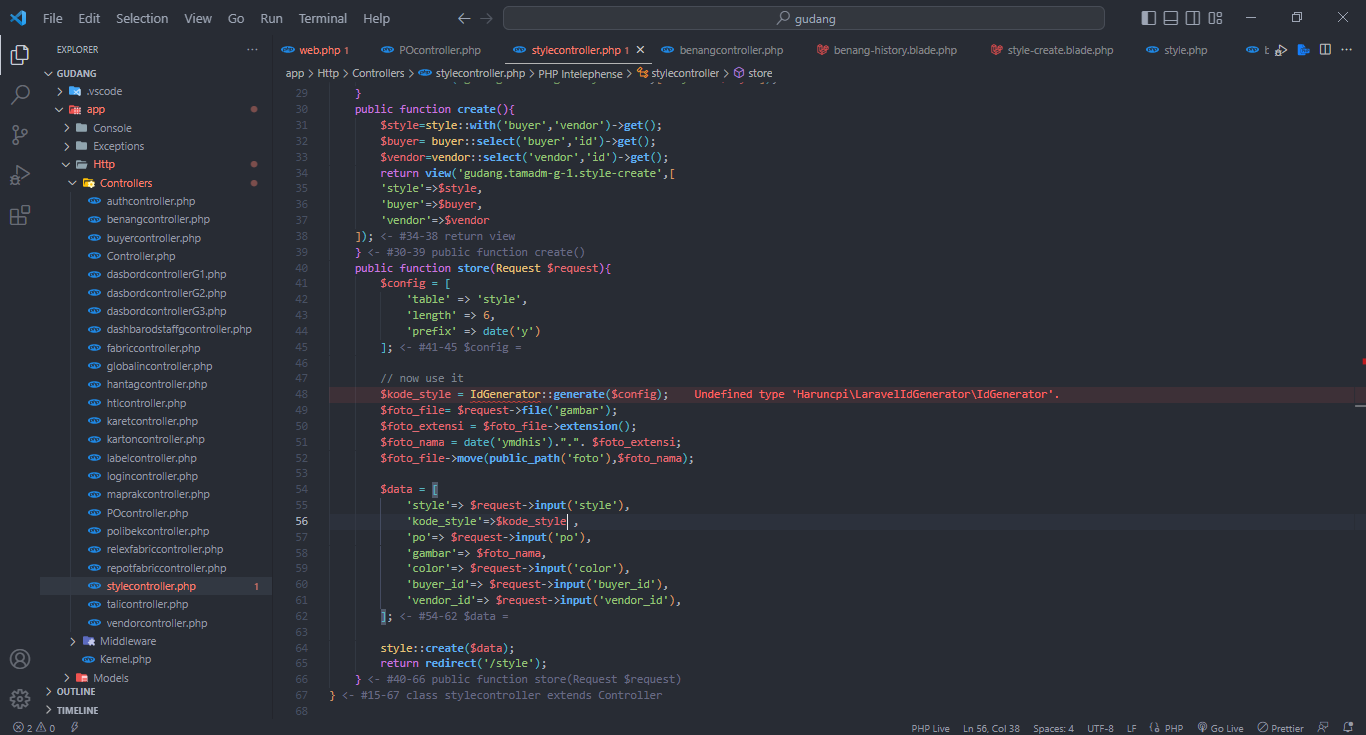 File Edit Selection View Go Run Terminal Help
gudang
EXPLORER
web.php 1
POcontroller.php
stylecontroller.php 1
benangcontroller.php
benang-history.blade.php
style-create.blade.php
style.php
app > Http > Controllers > stylecontroller.php > PHP Intelephense > stylecontroller > store
GUDANG
.vscode
app
Console
Exceptions
Http
Controllers
authcontroller.php
benangcontroller.php
buyercontroller.php
Controller.php
dasbordcontrollerG1.php
dasbordcontrollerG2.php
dasbordcontrollerG3.php
dashbarodstaffgcontroller.php
fabriccontroller.php
globalincontroller.php
hantagcontroller.php
htlcontroller.php
karetcontroller.php
kartoncontroller.php
labelcontroller.php
logincontroller.php
maprakcontroller.php
POcontroller.php
polibekcontroller.php
relexfabriccontroller.php
repotfabriccontroller.php
stylecontroller.php 1
talicontroller.php
vendorcontroller.php
Middleware
Kernel.php
Models
OUTLINE
TIMELINE
29 }
30 public function create(){
31 $style=style::with('buyer','vendor')->get();
32 $buyer= buyer::select('buyer','id')->get();
33 $vendor=vendor::select('vendor','id')->get();
34 return view('gudang.tamadm-g-1.style-create',[
35 'style'=>$style,
36 'buyer'=>$buyer,
37 'vendor'=>$vendor
38 ]); <- #34-38 return view
39 } <- #30-39 public function create()
40 public function store(Request $request){
41 $config = [
42 'table' => 'style',
43 'length' => 6,
44 'prefix' => date('y')
45 ]; <- #41-45 $config =
46
47 // now use it
48 $kode_style = IdGenerator::generate($config); Undefined type 'Haruncpi\LaravelIdGenerator\IdGenerator'.
49 $foto_file= $request->file('gambar');
50 $foto_extensi = $foto_file->extension();
51 $foto_nama = date('ymdhis').".". $foto_extensi;
52 $foto_file->move(public_path('foto'),$foto_nama);
53
54 $data = [
55 'style'=> $request->input('style'),
56 'kode_style'=>$kode_style ,
57 'po'=> $request->input('po'),
58 'gambar'=> $foto_nama,
59 'color'=> $request->input('color'),
60 'buyer_id'=> $request->input('buyer_id'),
61 'vendor_id'=> $request->input('vendor_id'),
62 ]; <- #54-62 $data =
63
64 style::create($data);
65 return redirect('/style');
66 } <- #40-66 public function store(Request $request)
67 } <- #15-67 class stylecontroller extends Controller
68
2 0
PHP Live Ln 56, Col 38 Spaces: 4 UTF-8 LF PHP Go Live Prettier